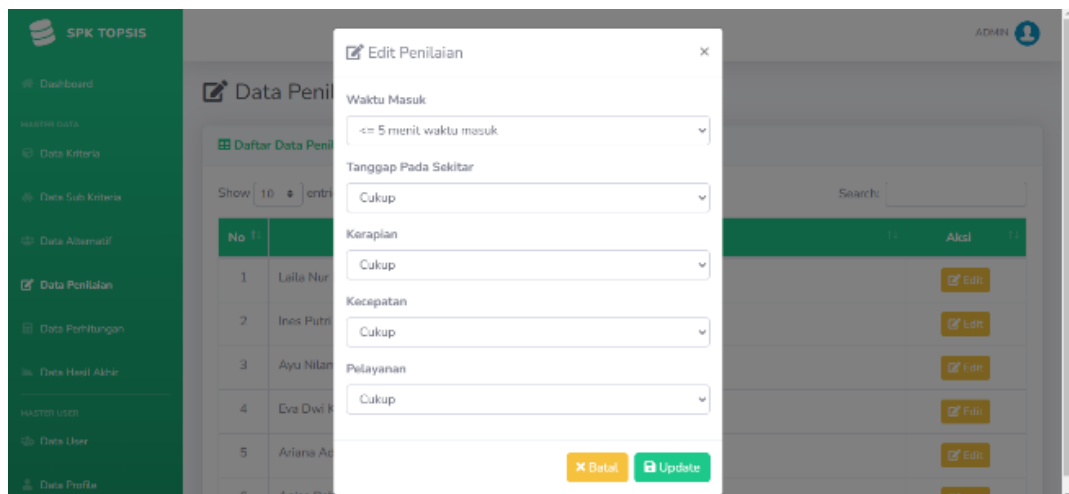 SPK TOPSIS
ADMIN
Dashboard
MASTER DATA
Data Kriteria
Data Sub Kriteria
Data Alternatif
Data Penilaian
Data Perhitungan
Data Hasil Akhir
MASTER USER
Data User
Data Profile
Data Penil
Daftar Data Penil
Show 10 entri
Search:
No
Aksi
1 Laila Nur Edit
2 Ines Putri Edit
3 Ayu Nilam Edit
4 Eva Dwi K Edit
5 Ariana Ad Edit
Edit Penilaian ×
Waktu Masuk
<= 5 menit waktu masuk
Tanggap Pada Sekitar
Cukup
Kerapian
Cukup
Kecepatan
Cukup
Pelayanan
Cukup
Batal Update